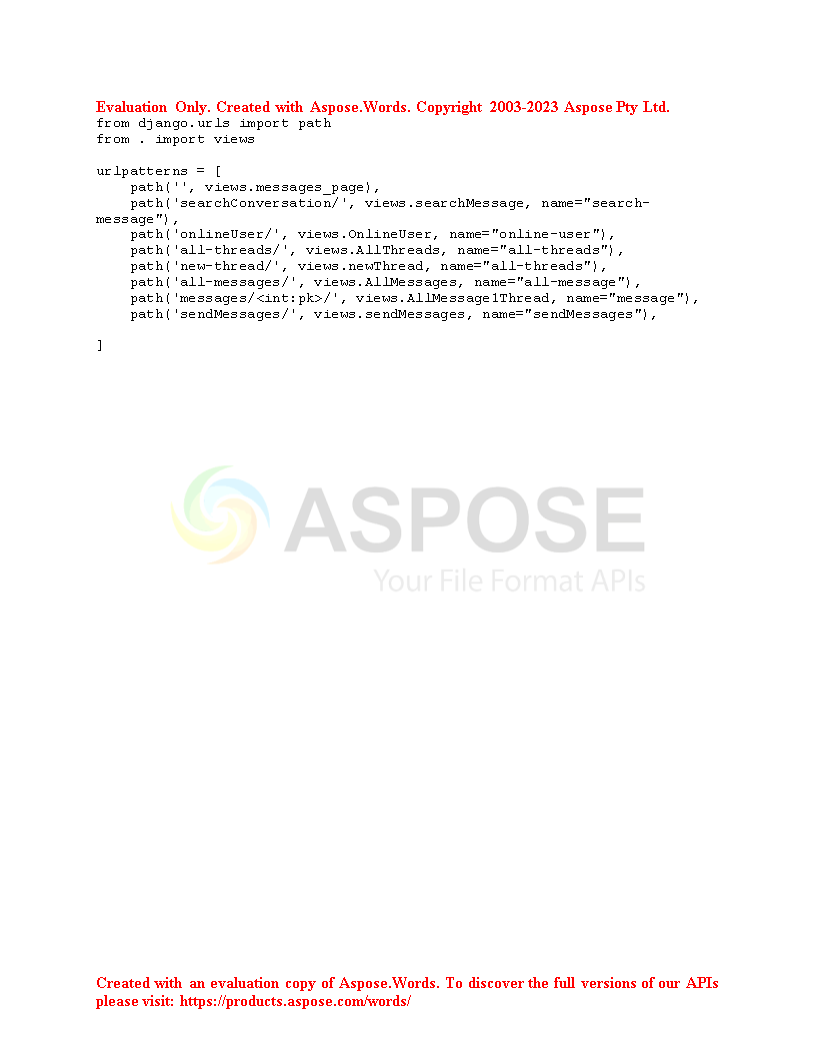 Evaluation Only. Created with Aspose.Words. Copyright 2003-2023 Aspose Pty Ltd.
from django.urls import path
from . import views

urlpatterns = [
    path('', views.messages_page),
    path('searchConversation/', views.searchMessage, name="search-
message"),
    path('onlineUser/', views.OnlineUser, name="online-user"),
    path('all-threads/', views.AllThreads, name="all-threads"),
    path('new-thread/', views.newThread, name="all-threads"),
    path('all-messages/', views.AllMessages, name="all-message"),
    path('messages/<int:pk>/', views.AllMessage1Thread, name="message"),
    path('sendMessages/', views.sendMessages, name="sendMessages"),

]
ASPOSE
Your File Format APIs
Created with an evaluation copy of Aspose.Words. To discover the full versions of our APIs
please visit: https://products.aspose.com/words/